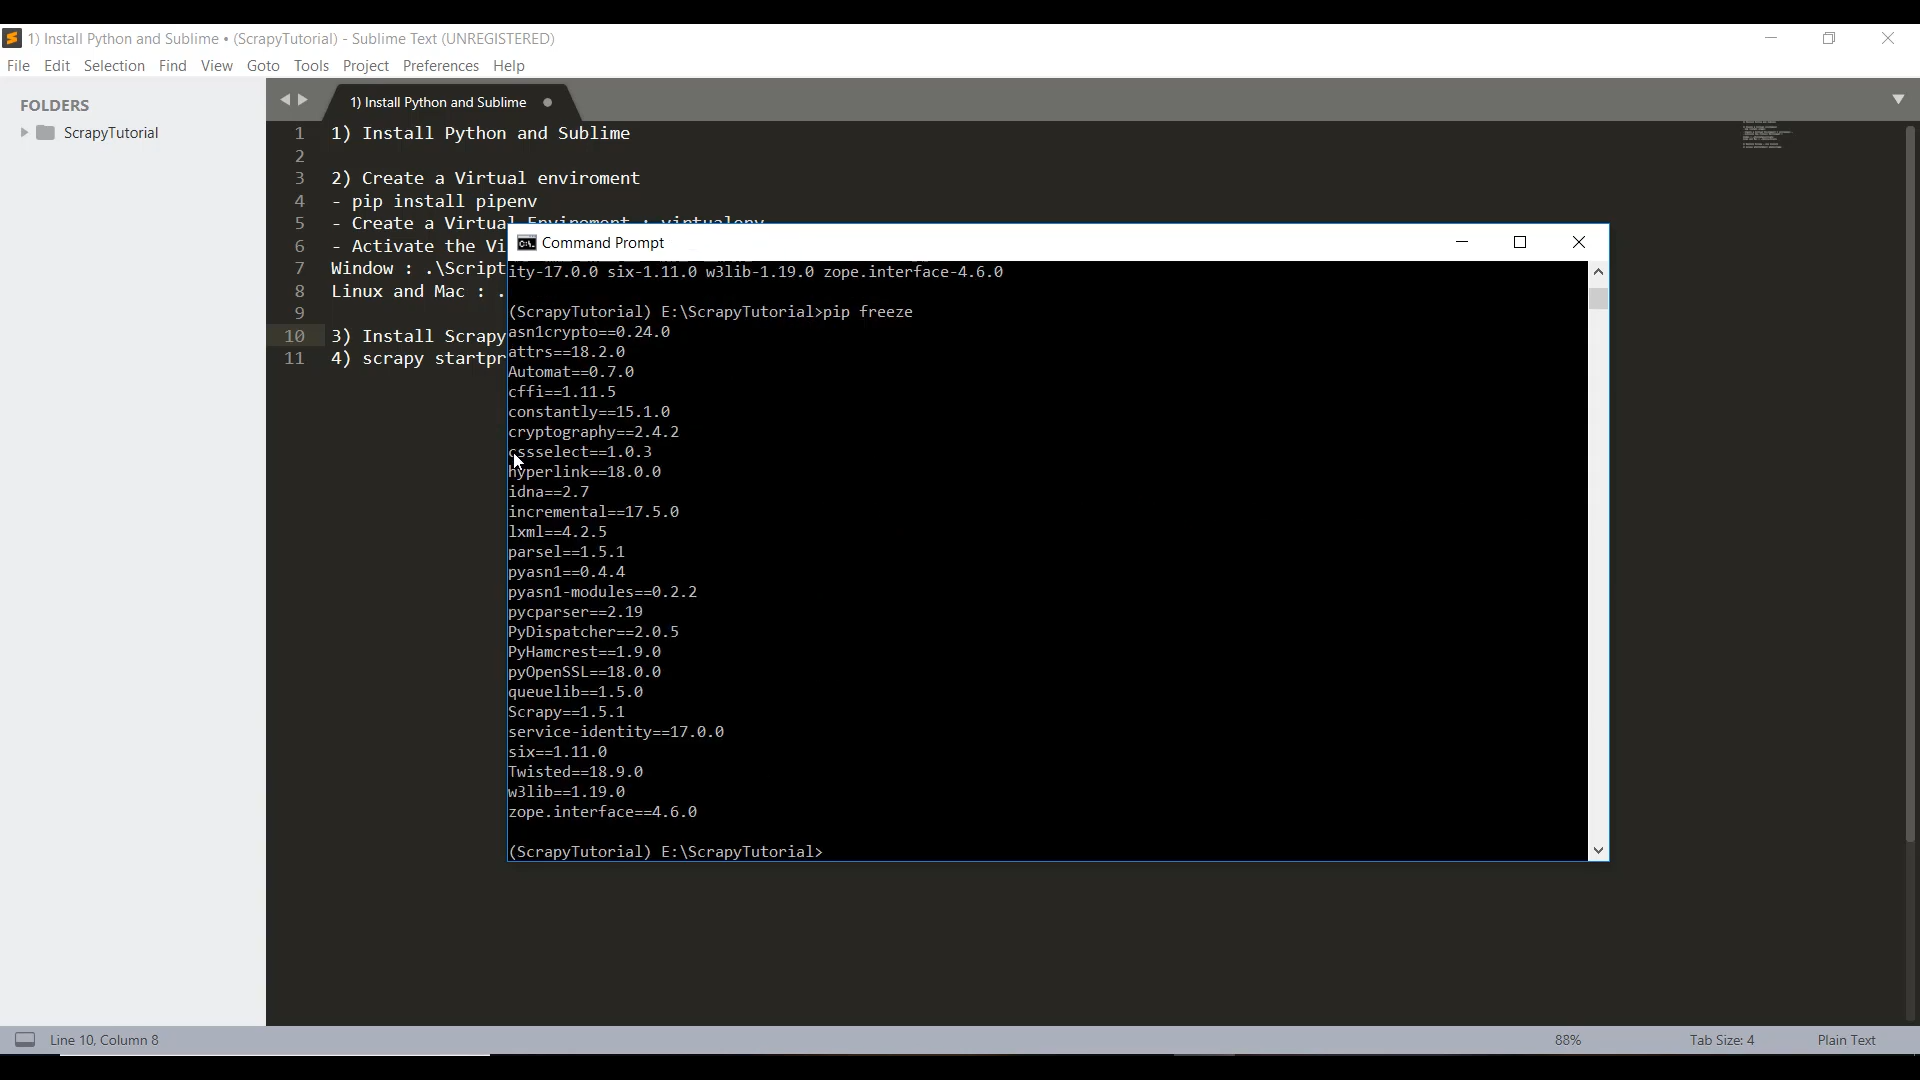 1) Install Python and Sublime • (ScrapyTutorial) - Sublime Text (UNREGISTERED)
File Edit Selection Find View Goto Tools Project Preferences Help
FOLDERS
ScrapyTutorial
1) Install Python and Sublime
1 1) Install Python and Sublime
2
3 2) Create a Virtual enviroment
4 - pip install pipenv
5 - Create a Virtual Enviroment : virtualenv
6 - Activate the Vi
7 Window : .\Script
8 Linux and Mac : .
9
10 3) Install Scrapy
11 4) scrapy startpr
Command Prompt
ity-17.0.0 six-1.11.0 w3lib-1.19.0 zope.interface-4.6.0
(ScrapyTutorial) E:\ScrapyTutorial>pip freeze
asn1crypto==0.24.0
attrs==18.2.0
Automat==0.7.0
cffi==1.11.5
constantly==15.1.0
cryptography==2.4.2
cssselect==1.0.3
hyperlink==18.0.0
idna==2.7
incremental==17.5.0
lxml==4.2.5
parsel==1.5.1
pyasn1==0.4.4
pyasn1-modules==0.2.2
pycparser==2.19
PyDispatcher==2.0.5
PyHamcrest==1.9.0
pyOpenSSL==18.0.0
queuelib==1.5.0
Scrapy==1.5.1
service-identity==17.0.0
six==1.11.0
Twisted==18.9.0
w3lib==1.19.0
zope.interface==4.6.0
(ScrapyTutorial) E:\ScrapyTutorial>
Line 10, Column 8
88%
Tab Size: 4
Plain Text